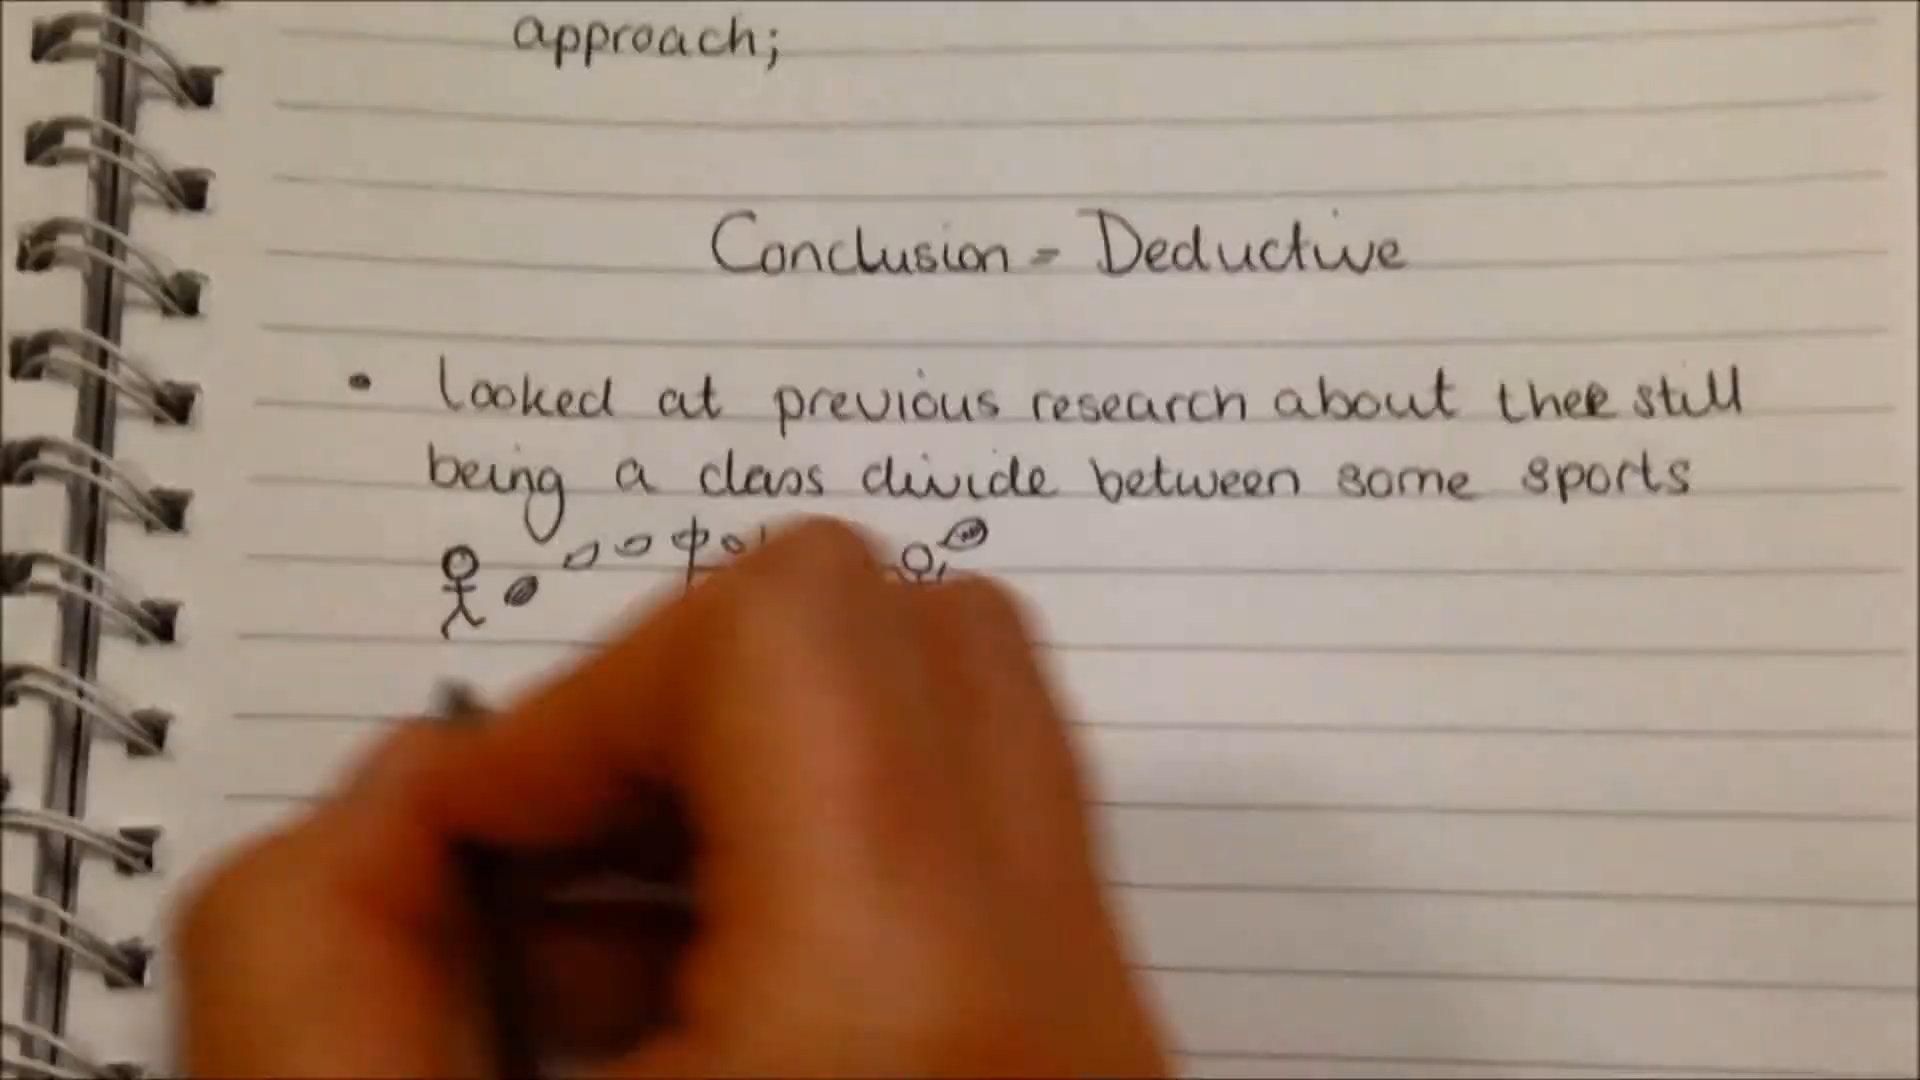 approach;
Conclusion - Deductive
• Looked at previous research about thee still
being a class divide between some sports